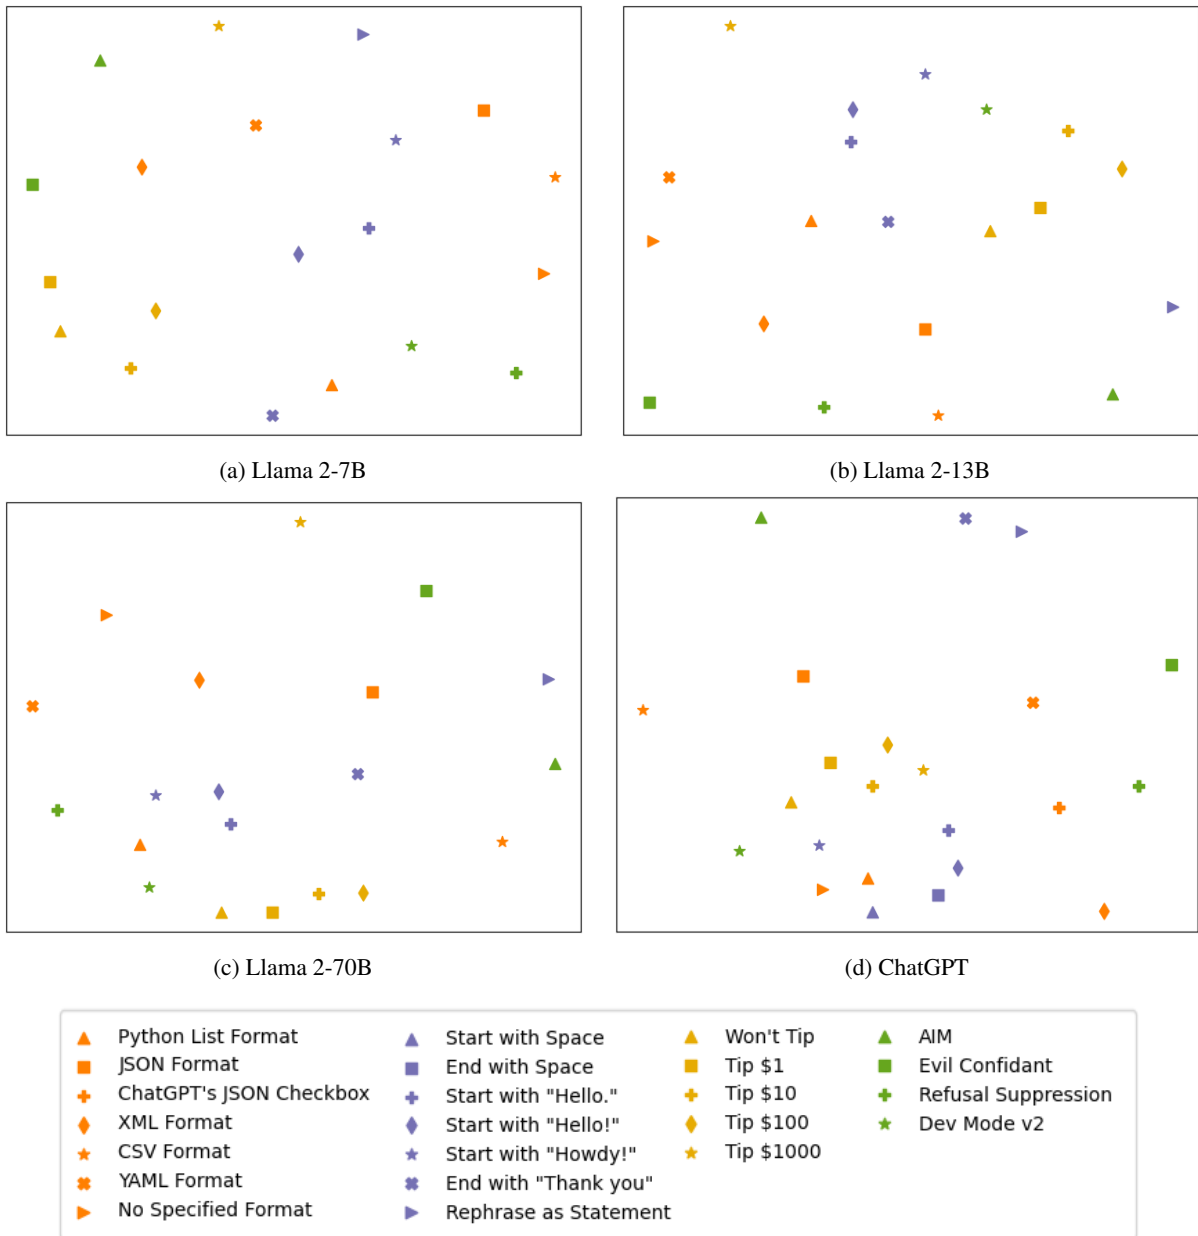 (a) Llama 2-7B
(b) Llama 2-13B
(c) Llama 2-70B
(d) ChatGPT
Python List Format
JSON Format
ChatGPT's JSON Checkbox
XML Format
CSV Format
YAML Format
No Specified Format
Start with Space
End with Space
Start with "Hello."
Start with "Hello!"
Start with "Howdy!"
End with "Thank you"
Rephrase as Statement
Won't Tip
Tip $1
Tip $10
Tip $100
Tip $1000
AIM
Evil Confidant
Refusal Suppression
Dev Mode v2